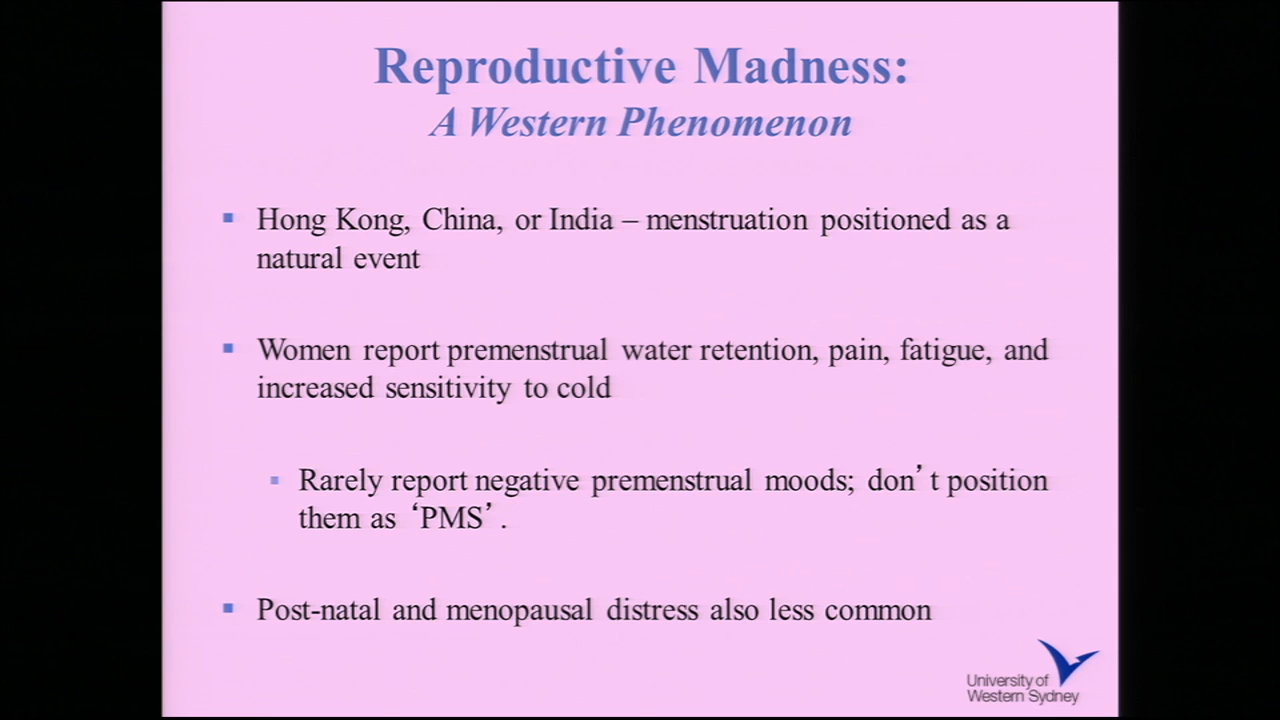 Reproductive Madness:
A Western Phenomenon
▪ Hong Kong, China, or India – menstruation positioned as a
natural event
▪ Women report premenstrual water retention, pain, fatigue, and
increased sensitivity to cold
▪ Rarely report negative premenstrual moods; don’t position
them as ‘PMS’.
▪ Post-natal and menopausal distress also less common
University of
Western Sydney